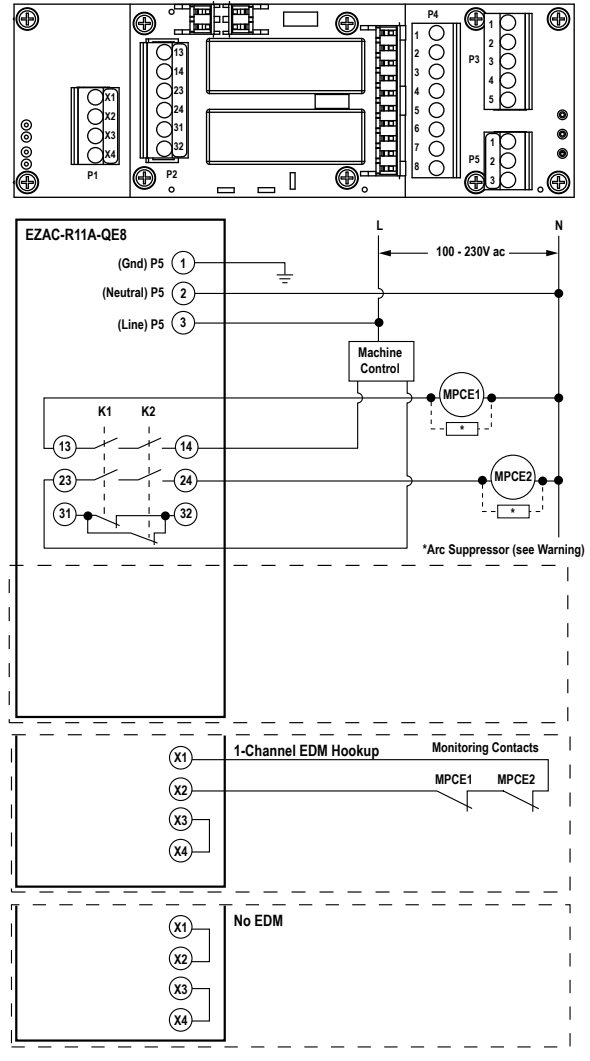 P4
13
14
23
24
31
32
1
2
3
4
5
6
7
8
P3
1
2
3
4
5
X1
X2
X3
X4
P1
P2
P5
1
2
3
EZAC-R11A-QE8
L
N
100 - 230V ac
(Gnd) P5 1
(Neutral) P5 2
(Line) P5 3
Machine
Control
MPCE1
*
K1 K2
13 14
23 24
MPCE2
*
31 32
*Arc Suppressor (see Warning)
X1 1-Channel EDM Hookup Monitoring Contacts
X2 MPCE1 MPCE2
X3
X4
X1 No EDM
X2
X3
X4